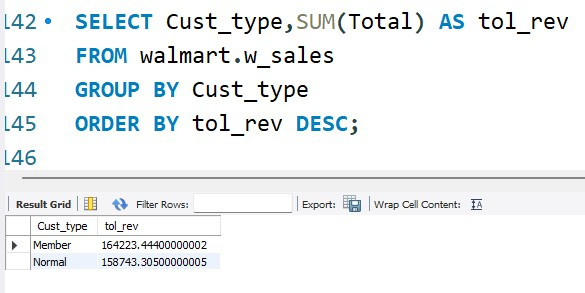 142 SELECT Cust_type,SUM(Total) AS tol_rev
143 FROM walmart.w_sales
144 GROUP BY Cust_type
145 ORDER BY tol_rev DESC;
146
Result Grid Filter Rows: Export: Wrap Cell Content: IA
Cust_type tol_rev
Member 164223.44400000002
Normal 158743.30500000005